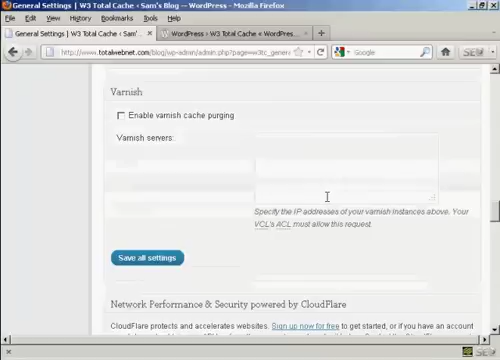 General Settings | W3 Total Cache ‹ Sam's Blog — WordPress - Mozilla Firefox
File Edit View History Bookmarks Tools Help
General Settings | W3 Total Cache ‹ Sam's B...
WordPress › W3 Total Cache « WordPres...
http://www.totalwebnet.com/blog/wp-admin/admin.php?page=w3tc_genera
Google
Varnish
Enable varnish cache purging
Varnish servers:
Specify the IP addresses of your varnish instances above. Your
VCL's ACL must allow this request.
Save all settings
Network Performance & Security powered by CloudFlare
CloudFlare protects and accelerates websites. Sign up now for free to get started, or if you have an account